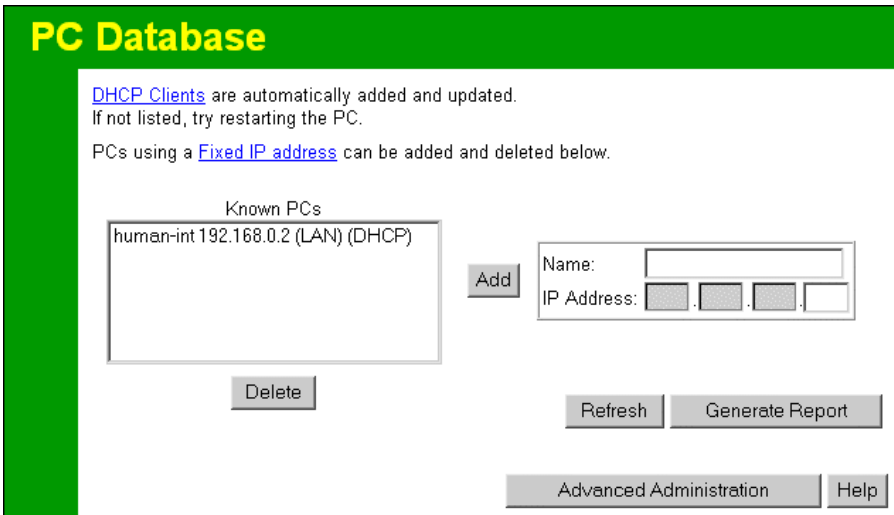 PC Database
DHCP Clients are automatically added and updated.
If not listed, try restarting the PC.
PCs using a Fixed IP address can be added and deleted below.
Known PCs
human-int 192.168.0.2 (LAN) (DHCP)
Add
Name:
IP Address: . . .
Delete
Refresh
Generate Report
Advanced Administration
Help